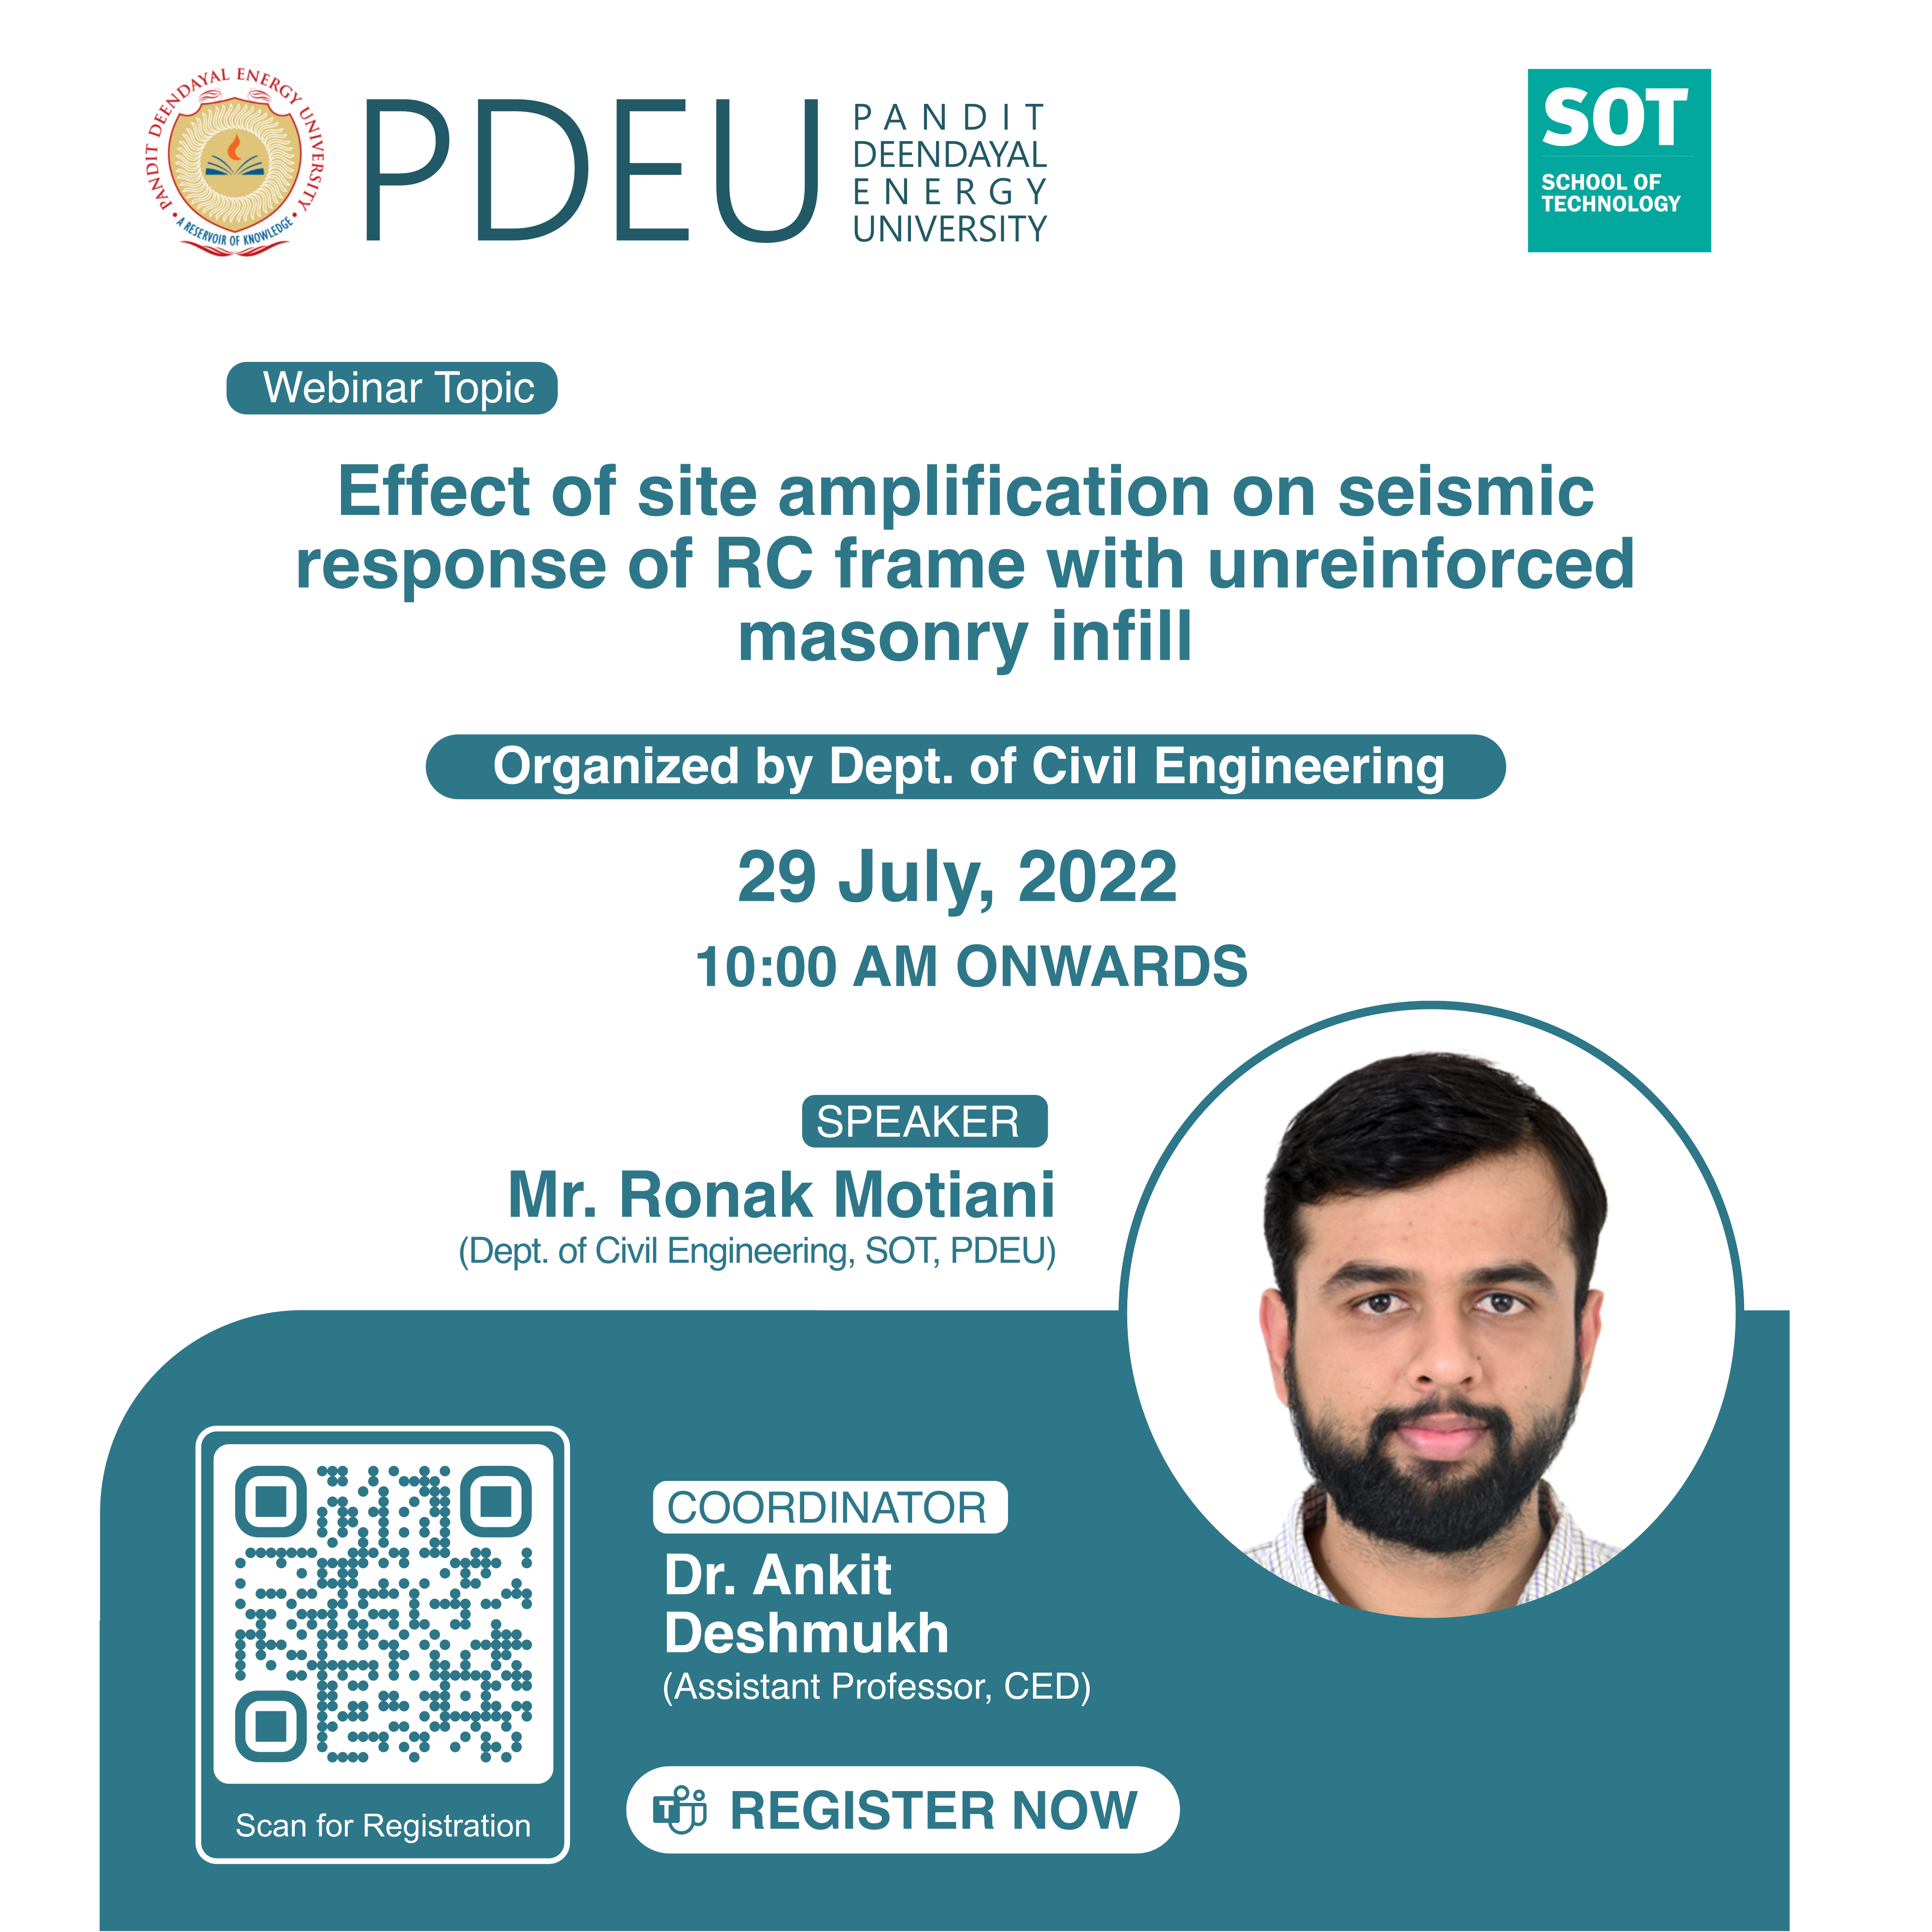 PANDIT DEENDAYAL ENERGY UNIVERSITY
A RESERVOIR OF KNOWLEDGE
PDEU
PANDIT
DEENDAYAL
ENERGY
UNIVERSITY
SOT
SCHOOL OF
TECHNOLOGY
Webinar Topic
Effect of site amplification on seismic
response of RC frame with unreinforced
masonry infill
Organized by Dept. of Civil Engineering
29 July, 2022
10:00 AM ONWARDS
SPEAKER
Mr. Ronak Motiani
(Dept. of Civil Engineering, SOT, PDEU)
COORDINATOR
Dr. Ankit
Deshmukh
(Assistant Professor, CED)
Scan for Registration
T
REGISTER NOW